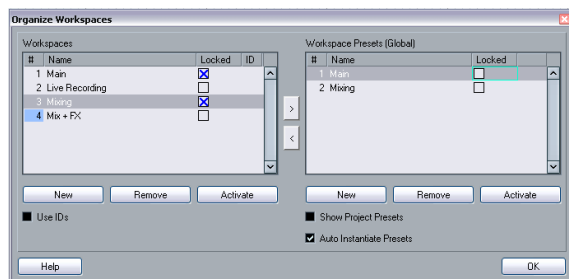 Organize Workspaces
Workspaces
# Name Locked ID
1 Main
2 Live Recording
3 Mixing
4 Mix + FX
New Remove Activate
Use IDs
>
<
Workspace Presets (Global)
# Name Locked
1 Main
2 Mixing
New Remove Activate
Show Project Presets
Auto Instantiate Presets
Help
OK